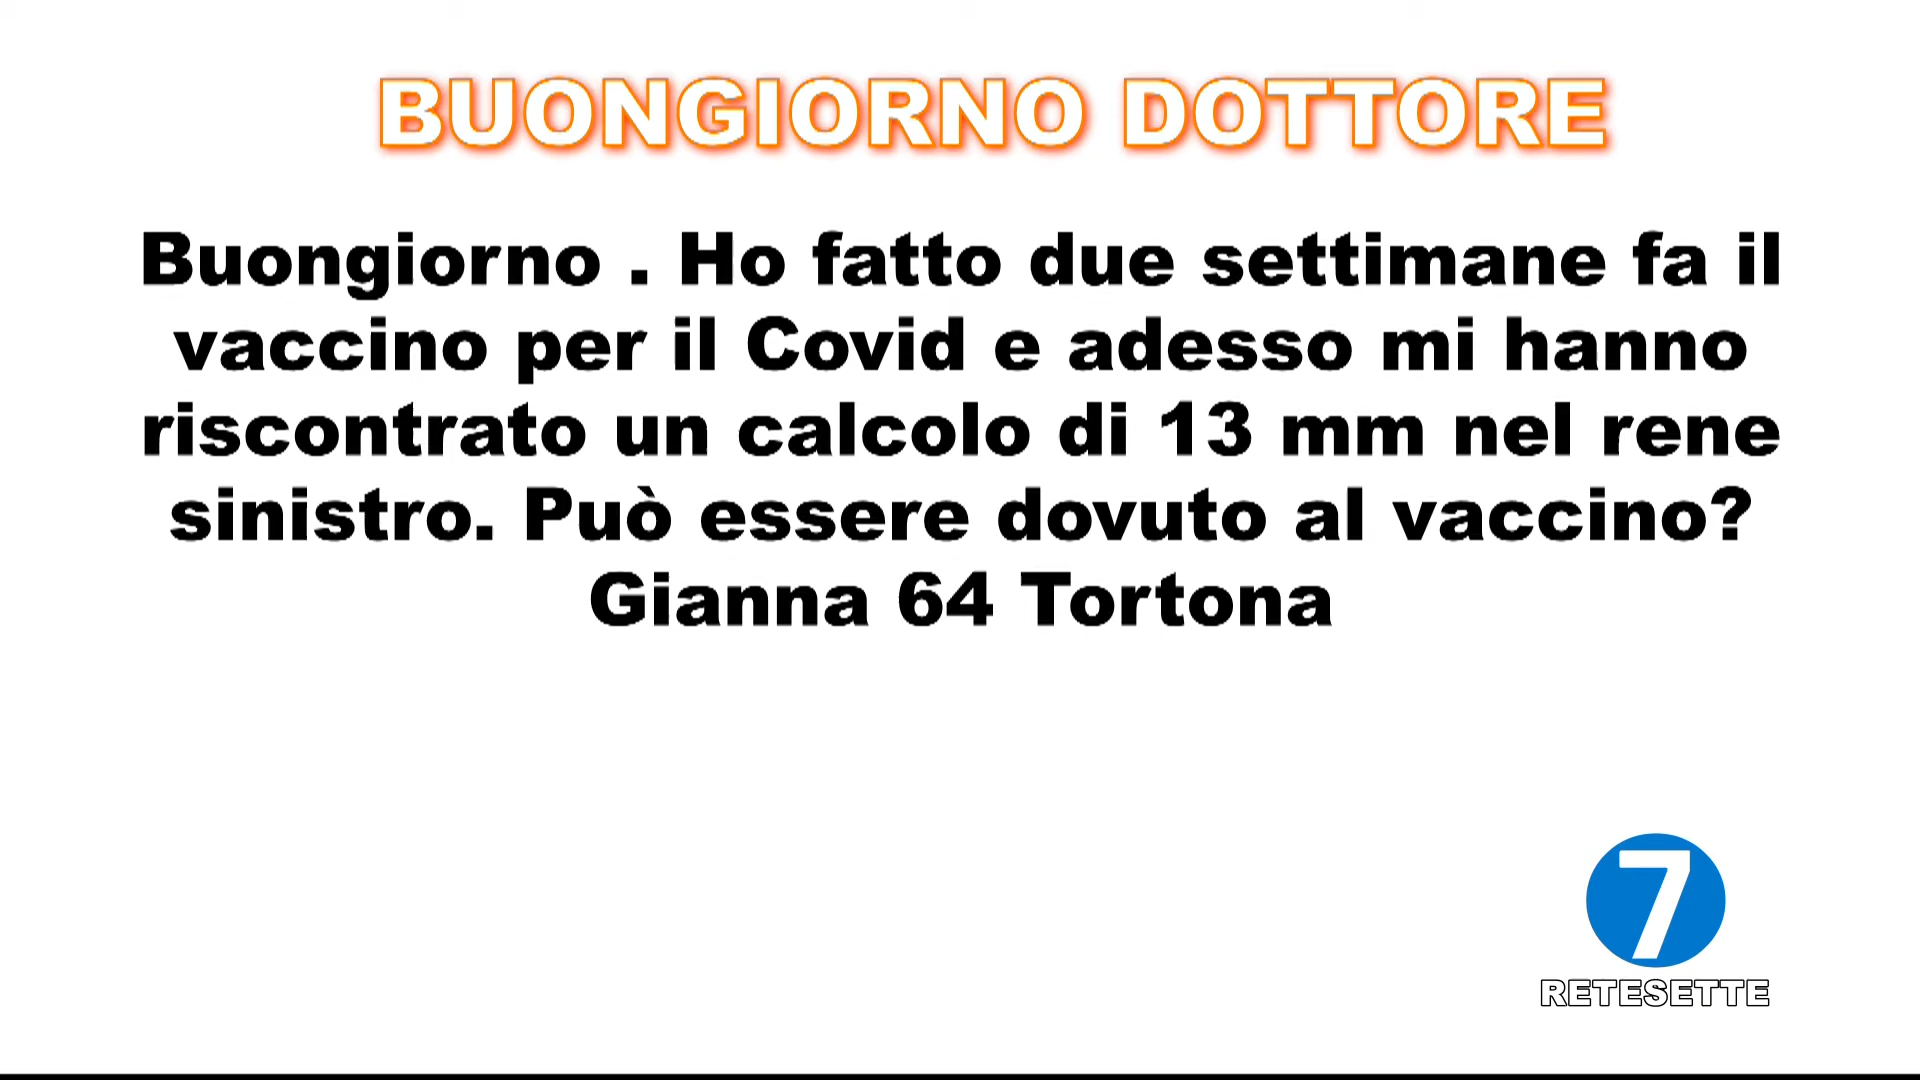 BUONGIORNO DOTTORE
Buongiorno . Ho fatto due settimane fa il
vaccino per il Covid e adesso mi hanno
riscontrato un calcolo di 13 mm nel rene
sinistro. Può essere dovuto al vaccino?
Gianna 64 Tortona
7
RETESETTE